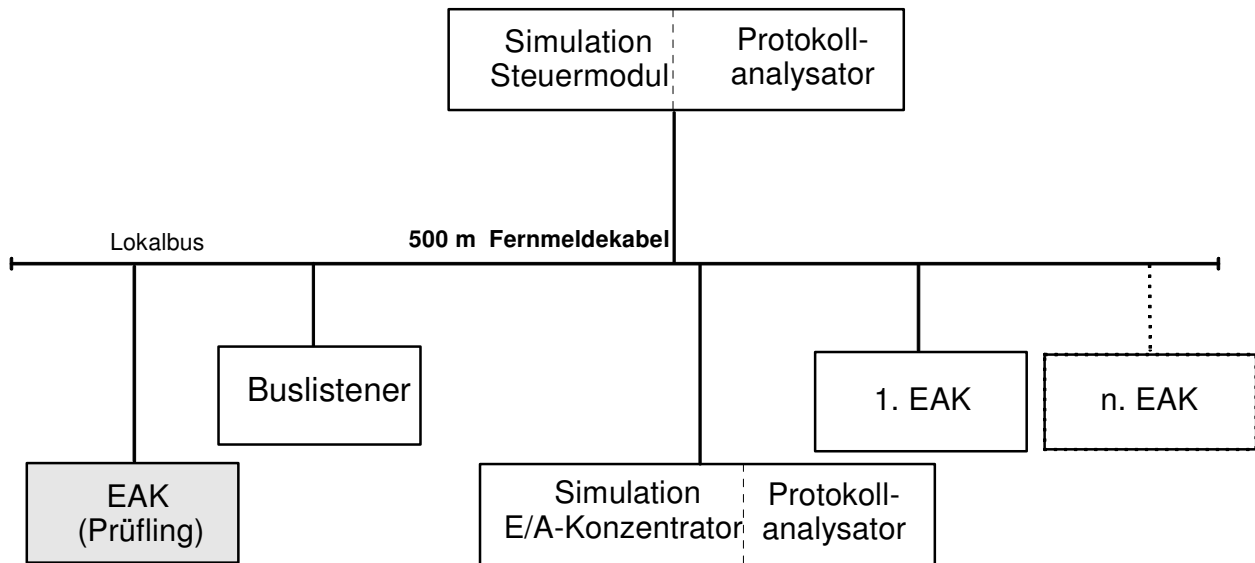 Simulation
Steuermodul
Protokoll-
analysator
Lokalbus
500 m Fernmeldekabel
Buslistener
1. EAK
n. EAK
EAK
(Prüfling)
Simulation
E/A-Konzentrator
Protokoll-
analysator